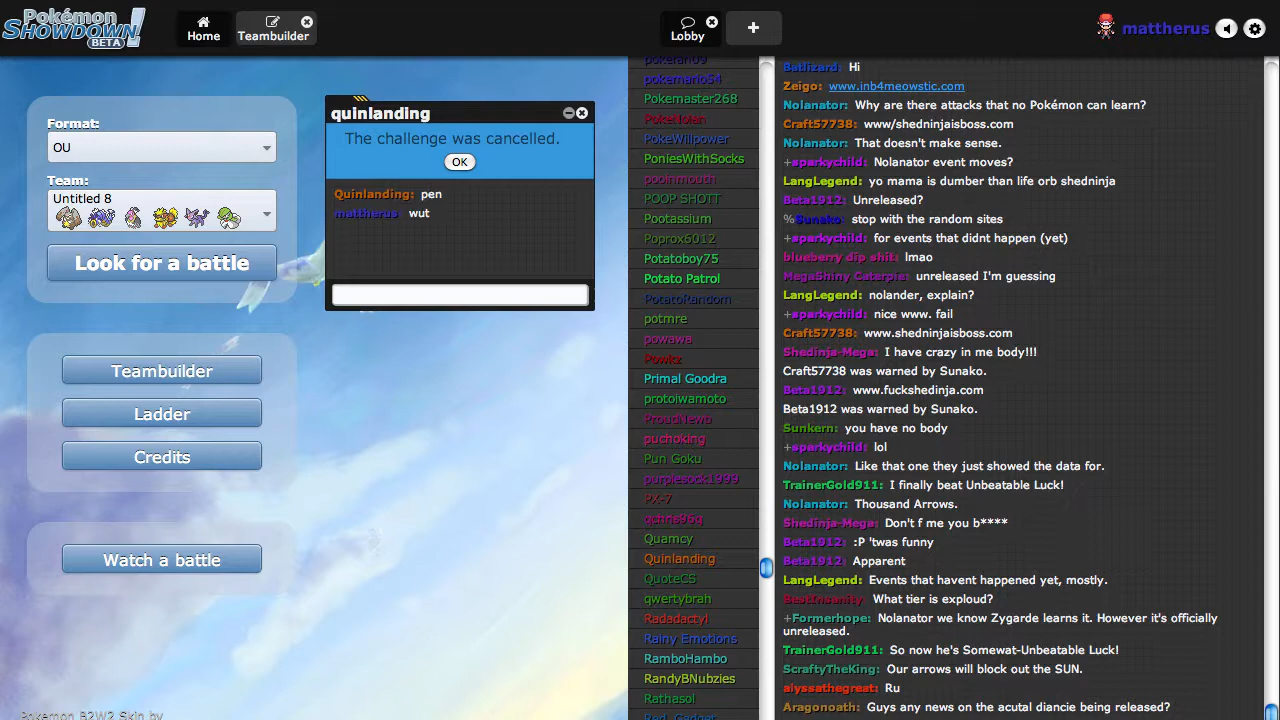 Pokémon
SHOWDOWN!
BETA
Home
Teambuilder
Lobby
+
mattherus
Format:
OU
Team:
Untitled 8
Look for a battle
Teambuilder
Ladder
Credits
Watch a battle
Pokémon B2W2 Skin by
quinlanding
The challenge was cancelled.
OK
Quinlanding: pen
mattherus wut
pokefan09
pokemario54
Pokemaster268
PokeNolan
PokeWillpower
PoniesWithSocks
pooinmouth
POOP SHOTT
Pootassium
Poprox6012
Potatoboy75
Potato Patrol
PotatoRandom
potmre
powawa
Powkz
Primal Goodra
protoiwamoto
ProudNewb
puchoking
Pun Goku
purplesock1999
PX-7
qchris96q
Quamcy
Quinlanding
QuoteCS
qwertybrah
Radadactyl
Rainy Emotions
RamboHambo
RandyBNubzies
Rathasol
Batlizard: Hi
Zeigo: www.inb4meowstic.com
Nolanator: Why are there attacks that no Pokémon can learn?
Craft57738: www/shedninjaisboss.com
Nolanator: That doesn't make sense.
+sparkychild: Nolanator event moves?
LangLegend: yo mama is dumber than life orb shedninja
Beta1912: Unreleased?
%Sunako: stop with the random sites
+sparkychild: for events that didnt happen (yet)
blueberry dip shit: lmao
MegaShiny Caterpie: unreleased I'm guessing
LangLegend: nolander, explain?
+sparkychild: nice www. fail
Craft57738: www.shedninjaisboss.com
Shedinja-Mega: I have crazy in me body!!!
Craft57738 was warned by Sunako.
Beta1912: www.fuckshedinja.com
Beta1912 was warned by Sunako.
Sunkern: you have no body
+sparkychild: lol
Nolanator: Like that one they just showed the data for.
TrainerGold911: I finally beat Unbeatable Luck!
Nolanator: Thousand Arrows.
Shedinja-Mega: Don't f me you b****
Beta1912: :P 'twas funny
Beta1912: Apparent
LangLegend: Events that havent happened yet, mostly.
BestInsanity: What tier is exploud?
+Formerhope: Nolanator we know Zygarde learns it. However it's officially
unreleased.
TrainerGold911: So now he's Somewat-Unbeatable Luck!
ScraftyTheKing: Our arrows will block out the SUN.
alyssathegreat: Ru
Aragonoath: Guys any news on the acutal diancie being released?